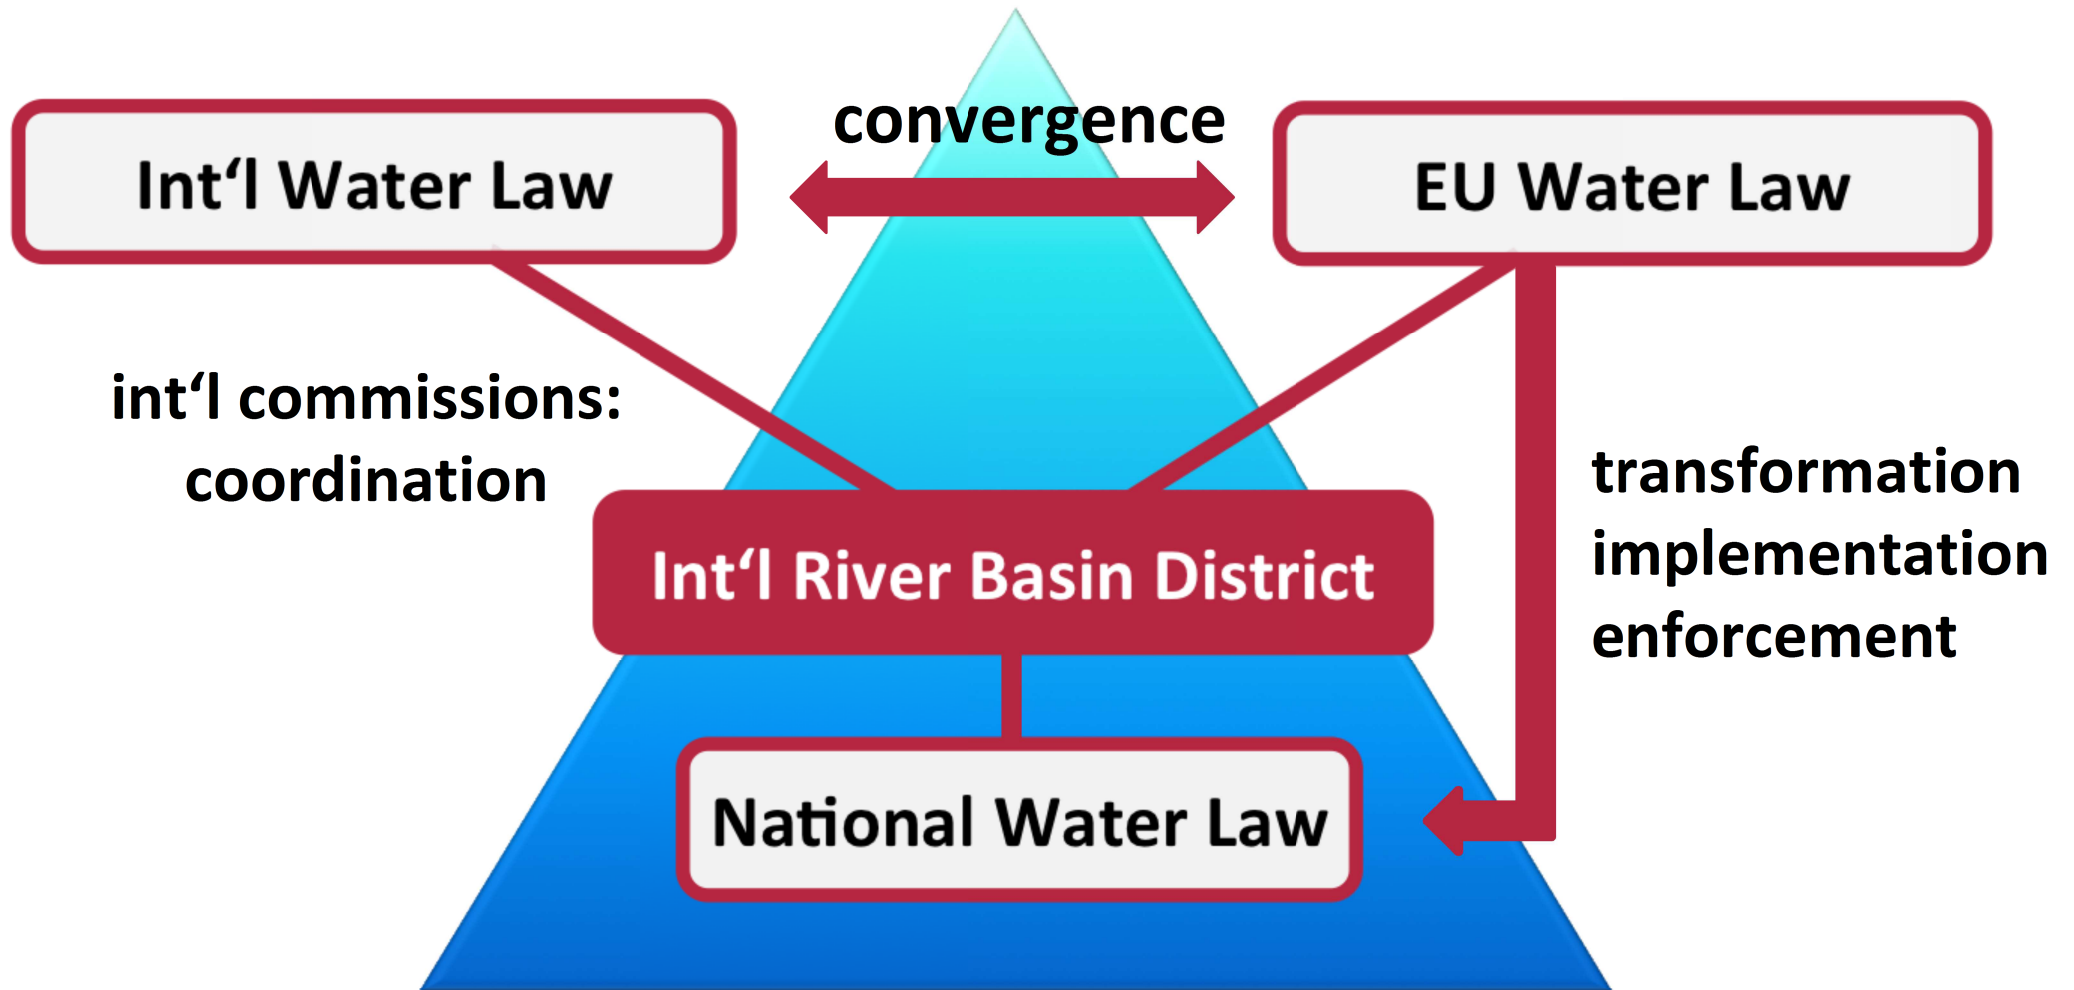 convergence
Int‘l Water Law
EU Water Law
int‘l commissions:
coordination
transformation
implementation
enforcement
Int‘l River Basin District
National Water Law